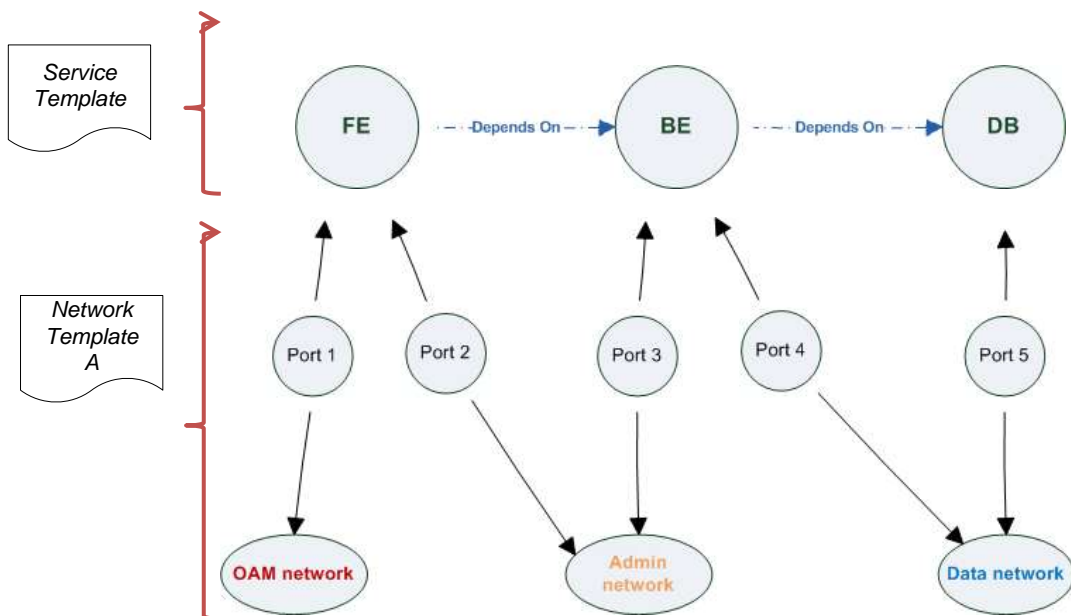 Service
Template
FE
Depends On
BE
Depends On
DB
Network
Template
A
Port 1
Port 2
Port 3
Port 4
Port 5
OAM network
Admin
network
Data network